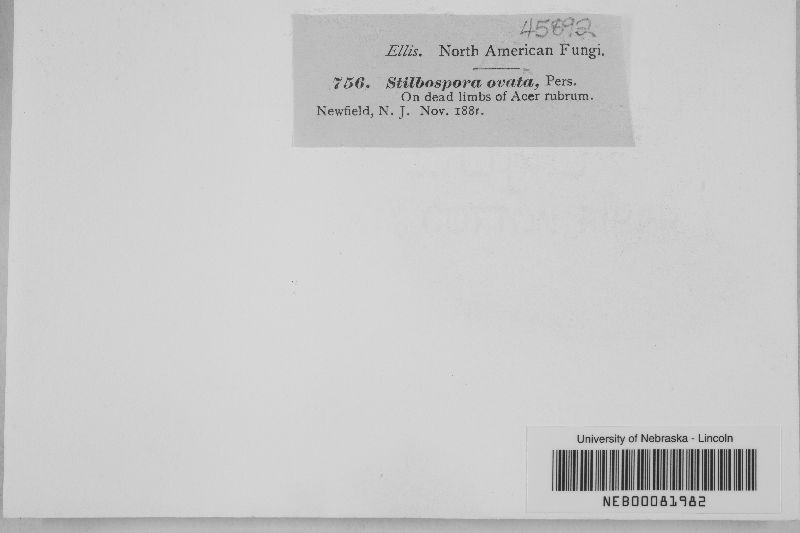 45892
Ellis. North American Fungi.
756. Stilbospora ovata, Pers.
On dead limbs of Acer rubrum.
Newfield, N. J. Nov. 1881.
University of Nebraska - Lincoln
NEB00081982